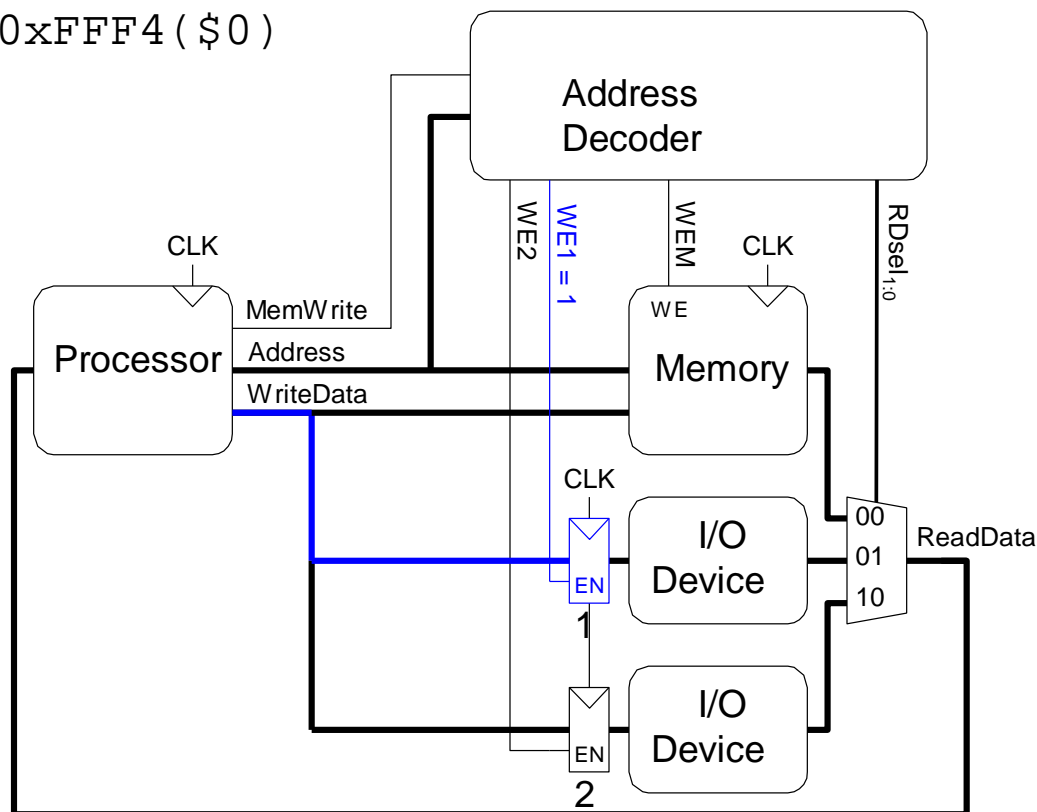 0xFFF4($0)
Address
Decoder
WE2
WE1 = 1
WEM
RDsel1:0
CLK
CLK
MemWrite
WE
Processor
Address
Memory
WriteData
CLK
I/O
Device
00
01
10
ReadData
EN
1
I/O
Device
EN
2